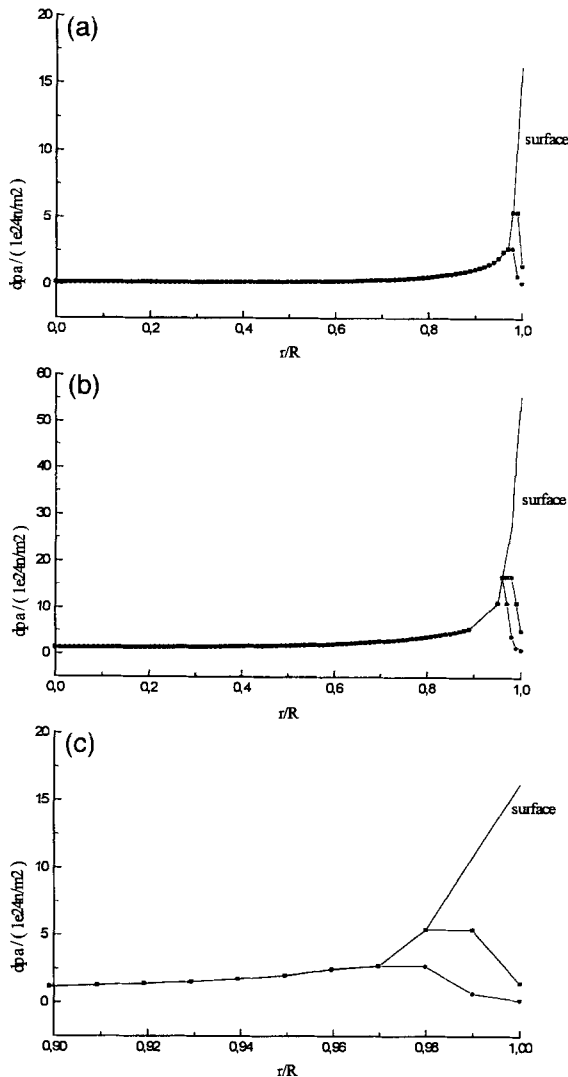 (a)
20
15
10
5
0
dpa / ( 1e24n/m2 )
surface
0,0
0,2
0,4
0,6
0,8
1,0
r/R
(b)
60
50
40
30
20
10
0
dpa / ( 1e24n/m2 )
surface
0,0
0,2
0,4
0,6
0,8
1,0
r/R
(c)
20
15
10
5
0
dpa / ( 1e24n/m2 )
surface
0,90
0,92
0,94
0,96
0,98
1,00
r/R